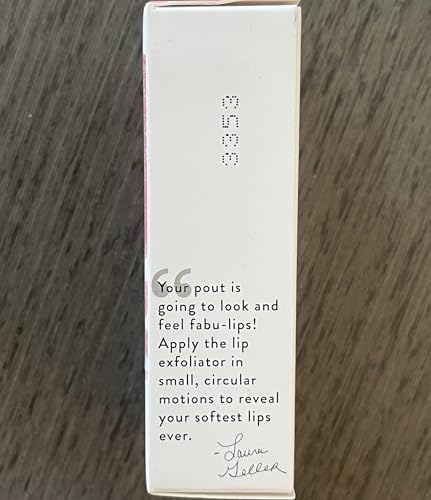 3353
Your pout is
going to look and
feel fabu-lips!
Apply the lip
exfoliator in
small, circular
motions to reveal
your softest lips
ever.
-Laura
Geller